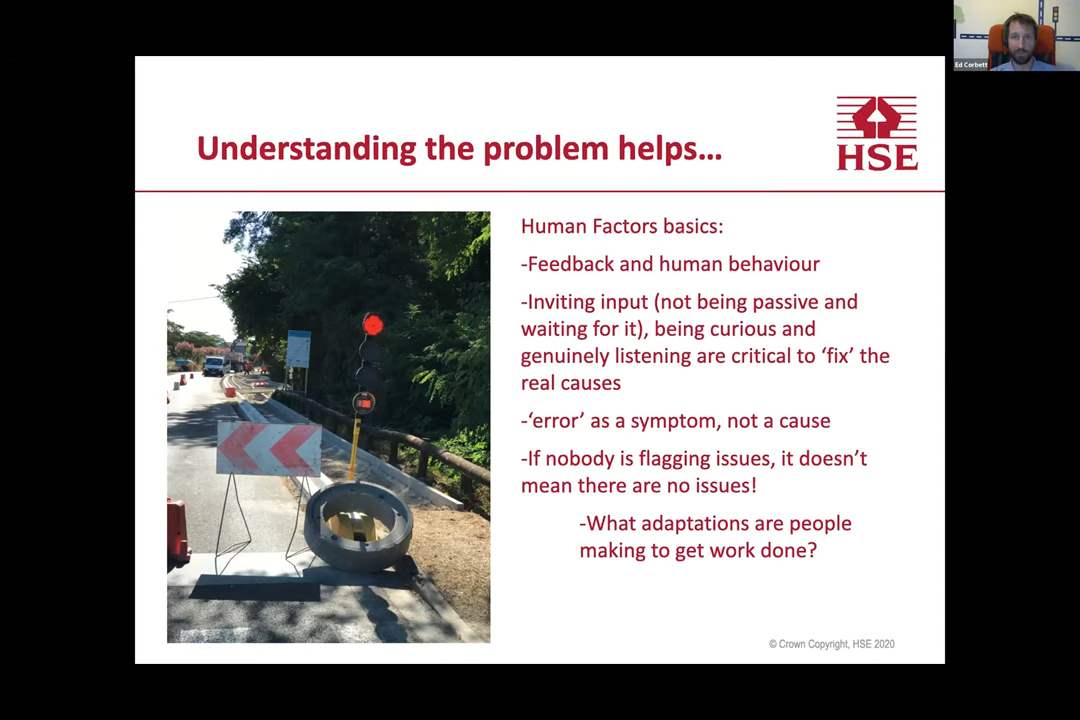 Ed Corbett
HSE
Understanding the problem helps…
Human Factors basics:
-Feedback and human behaviour
-Inviting input (not being passive and
waiting for it), being curious and
genuinely listening are critical to ‘fix’ the
real causes
-‘error’ as a symptom, not a cause
-If nobody is flagging issues, it doesn’t
mean there are no issues!
-What adaptations are people
making to get work done?
© Crown Copyright, HSE 2020